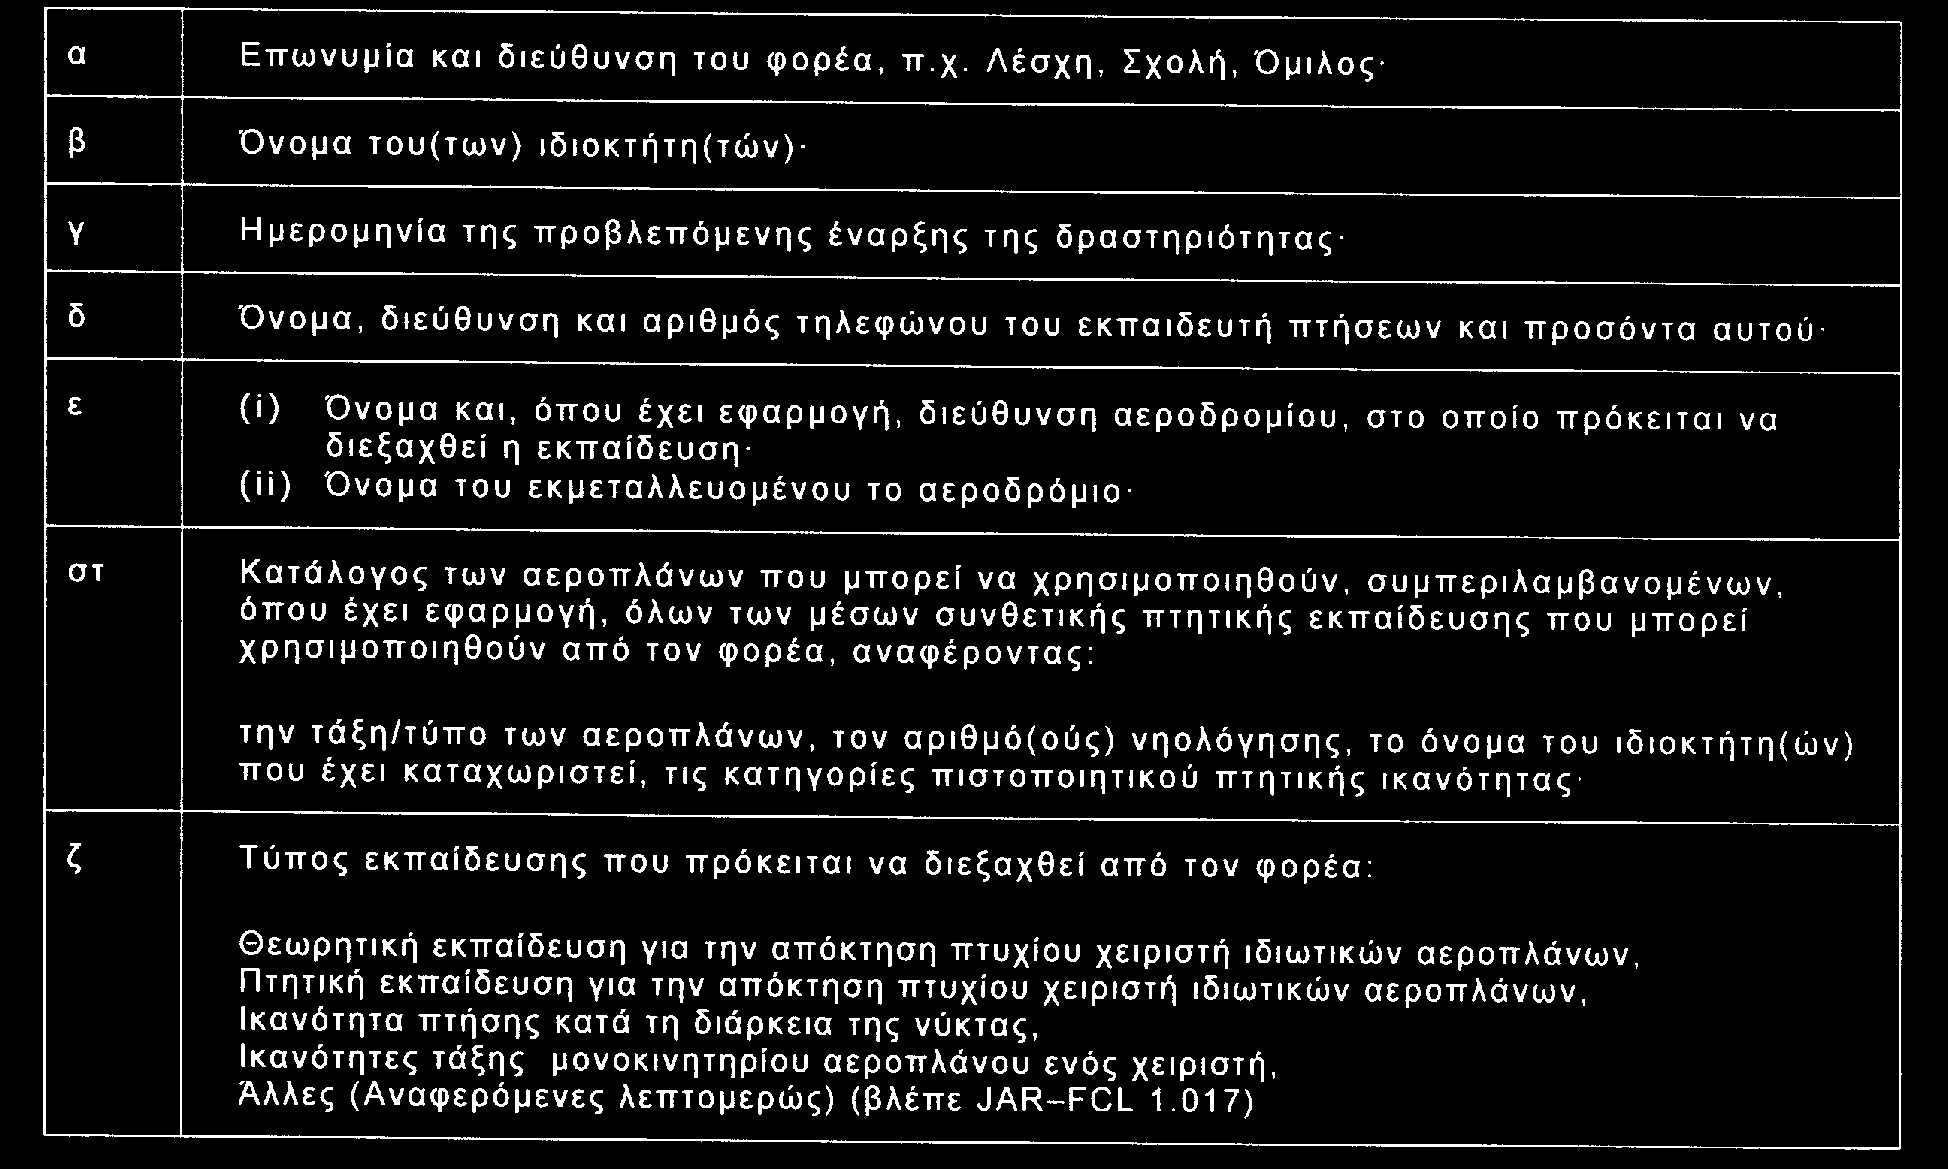 α Επωνυμία και διεύθυνση του φορέα, π.χ. Λέσχη, Σχολή, Όμιλος·
β Όνομα του(των) ιδιοκτήτη(τών)·
γ Ημερομηνία της προβλεπόμενης έναρξης της δραστηριότητας·
δ Όνομα, διεύθυνση και αριθμός τηλεφώνου του εκπαιδευτή πτήσεων και προσόντα αυτού·
ε (i) Όνομα και, όπου έχει εφαρμογή, διεύθυνση αεροδρομίου, στο οποίο πρόκειται να
διεξαχθεί η εκπαίδευση·
(ii) Όνομα του εκμεταλλευομένου το αεροδρόμιο·
στ Κατάλογος των αεροπλάνων που μπορεί να χρησιμοποιηθούν, συμπεριλαμβανομένων,
όπου έχει εφαρμογή, όλων των μέσων συνθετικής πτητικής εκπαίδευσης που μπορεί
χρησιμοποιηθούν από τον φορέα, αναφέροντας:
την τάξη/τύπο των αεροπλάνων, τον αριθμό(ούς) νηολόγησης, το όνομα του ιδιοκτήτη(ών)
που έχει καταχωριστεί, τις κατηγορίες πιστοποιητικού πτητικής ικανότητας·
ζ Τύπος εκπαίδευσης που πρόκειται να διεξαχθεί από τον φορέα:
Θεωρητική εκπαίδευση για την απόκτηση πτυχίου χειριστή ιδιωτικών αεροπλάνων,
Πτητική εκπαίδευση για την απόκτηση πτυχίου χειριστή ιδιωτικών αεροπλάνων,
Ικανότητα πτήσης κατά τη διάρκεια της νύκτας,
Ικανότητες τάξης μονοκινητηρίου αεροπλάνου ενός χειριστή,
Άλλες (Αναφερόμενες λεπτομερώς) (βλέπε JAR–FCL 1.017)